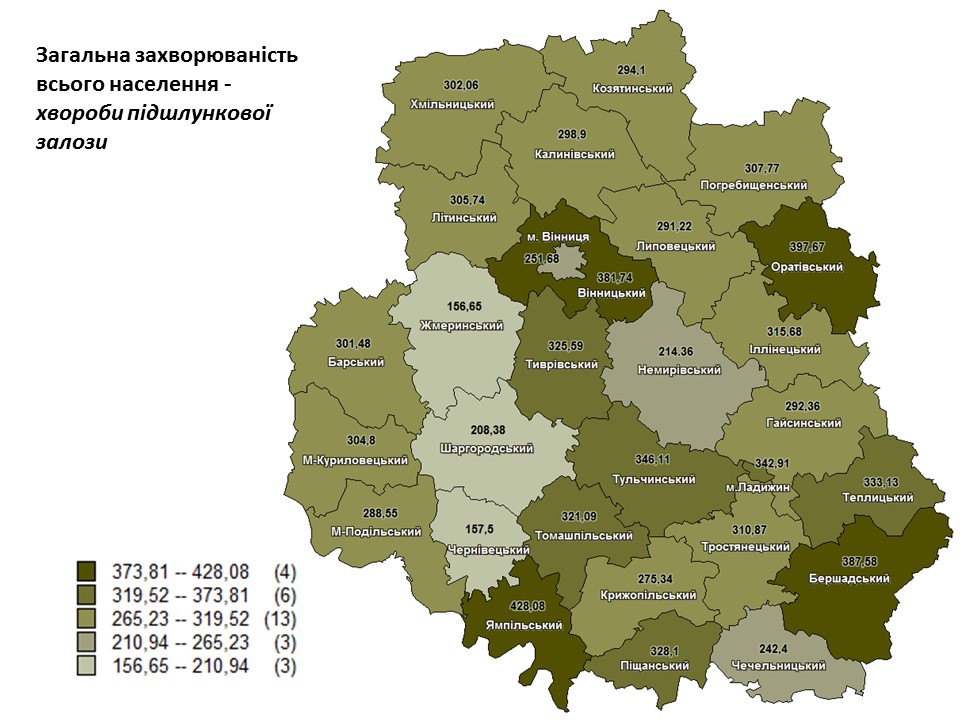 Загальна захворюваність
всього населення -
хвороби підшлункової
залози
294,1
Козятинський
302,06
Хмільницький
298,9
Калинівський
307,77
Погребищенський
305,74
Літинський
291,22
Липовецький
м. Вінниця
251,68
381,74
Вінницький
397,67
Оратівський
156,65
Жмеринський
301,48
Барський
325,59
Тиврівський
214.36
Немирівський
315,68
Іллінецький
292,36
Гайсинський
208,38
Шаргородський
304,8
М-Куриловецький
346,11
Тульчинський
342,91
м.Ладижин
333,13
Теплицький
288,55
М-Подільський
157,5
Чернівецький
321,09
Томашпільський
310,87
Тростянецький
387,58
Бершадський
275,34
Крижопільський
428,08
Ямпільський
328,1
Піщанський
242,4
Чечельницький
373,81 -- 428,08 (4)
319,52 -- 373,81 (6)
265,23 -- 319,52 (13)
210,94 -- 265,23 (3)
156,65 -- 210,94 (3)